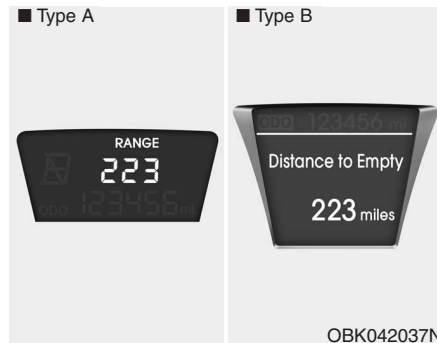 ■ Type A
RANGE
223
ODO 123456 mi
■ Type B
ODO 123456 mi
Distance to Empty
223 miles
OBK042037N